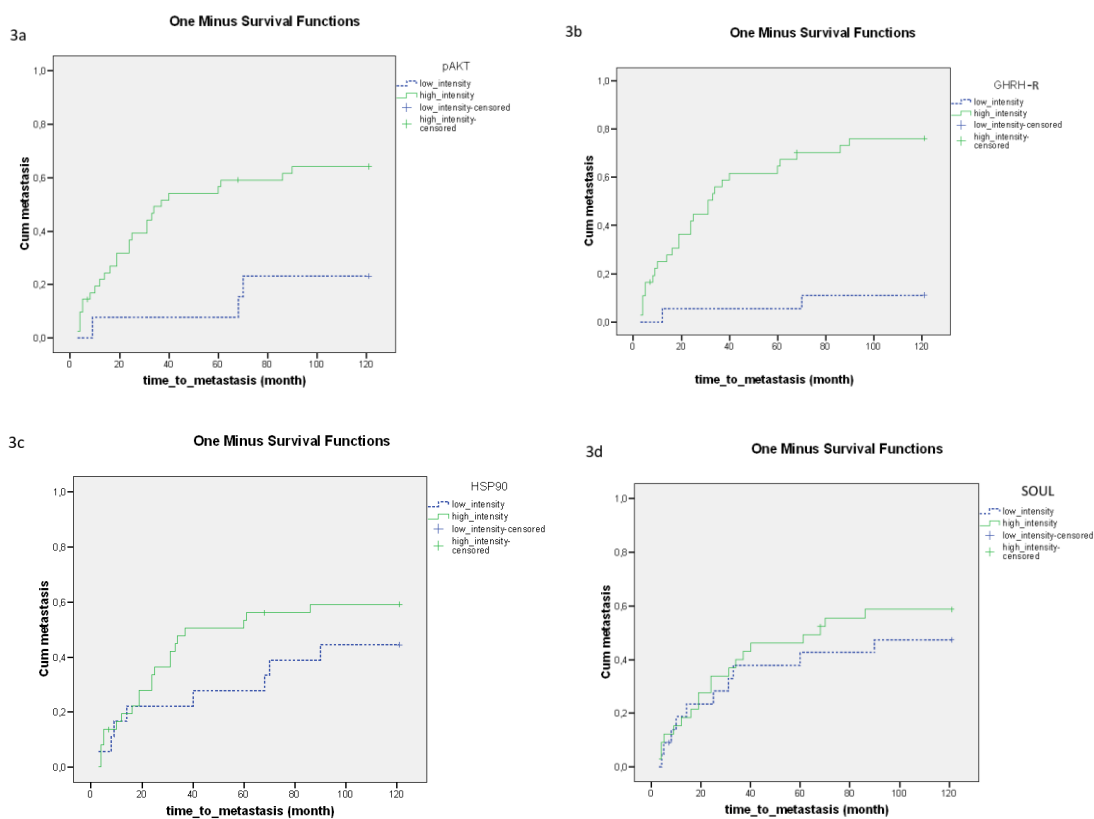 3a
One Minus Survival Functions
pAKT
low_intensity
high_intensity
low_intensity-censored
high_intensity-
censored
Cum metastasis
1,0
0,8
0,6
0,4
0,2
0,0
0 20 40 60 80 100 120
time_to_metastasis (month)
3b
One Minus Survival Functions
GHRH-R
low_intensity
high_intensity
low_intensity-censored
high_intensity-
censored
Cum metastasis
1,0
0,8
0,6
0,4
0,2
0,0
0 20 40 60 80 100 120
time_to_metastasis (month)
3c
One Minus Survival Functions
HSP90
low_intensity
high_intensity
low_intensity-censored
high_intensity-
censored
Cum metastasis
1,0
0,8
0,6
0,4
0,2
0,0
0 20 40 60 80 100 120
time_to_metastasis (month)
3d
One Minus Survival Functions
SOUL
low_intensity
high_intensity
low_intensity-censored
high_intensity-
censored
Cum metastasis
1,0
0,8
0,6
0,4
0,2
0,0
0 20 40 60 80 100 120
time_to_metastasis (month)